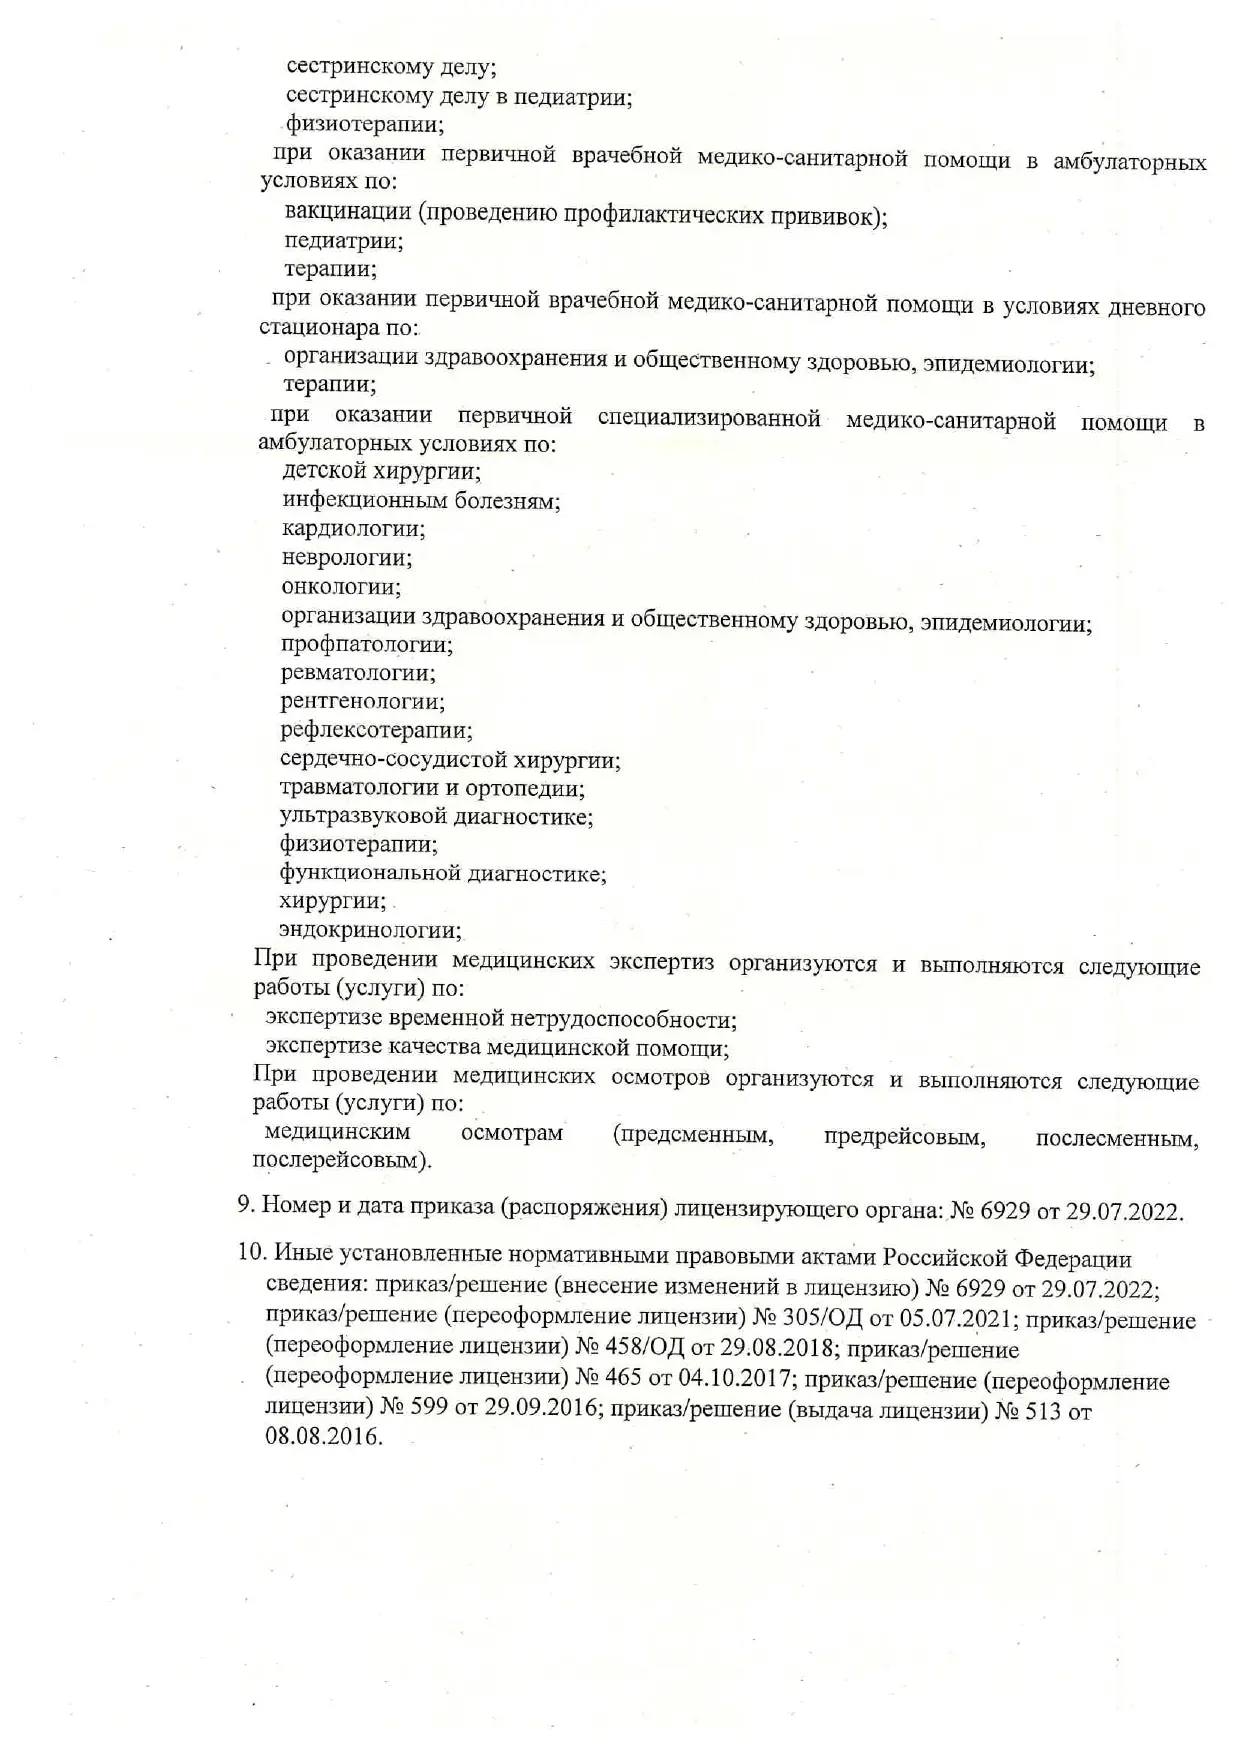 сестринскому делу;
сестринскому делу в педиатрии;
физиотерапии;
при оказании первичной врачебной медико-санитарной помощи в амбулаторных
условиях по:
вакцинации (проведению профилактических прививок);
педиатрии;
терапии;
при оказании первичной врачебной медико-санитарной помощи в условиях дневного
стационара по:
организации здравоохранения и общественному здоровью, эпидемиологии;
терапии;
при оказании первичной специализированной медико-санитарной помощи в
амбулаторных условиях по:
детской хирургии;
инфекционным болезням;
кардиологии;
неврологии;
онкологии;
организации здравоохранения и общественному здоровью, эпидемиологии;
профпатологии;
ревматологии;
рентгенологии;
рефлексотерапии;
сердечно-сосудистой хирургии;
травматологии и ортопедии;
ультразвуковой диагностике;
физиотерапии;
функциональной диагностике;
хирургии;
эндокринологии;
При проведении медицинских экспертиз организуются и выполняются следующие
работы (услуги) по:
экспертизе временной нетрудоспособности;
экспертизе качества медицинской помощи;
При проведении медицинских осмотров организуются и выполняются следующие
работы (услуги) по:
медицинским осмотрам (предсменным, предрейсовым, послесменным,
послерейсовым).
9. Номер и дата приказа (распоряжения) лицензирующего органа: № 6929 от 29.07.2022.
10. Иные установленные нормативными правовыми актами Российской Федерации
сведения: приказ/решение (внесение изменений в лицензию) № 6929 от 29.07.2022;
приказ/решение (переоформление лицензии) № 305/ОД от 05.07.2021; приказ/решение
(переоформление лицензии) № 458/ОД от 29.08.2018; приказ/решение
(переоформление лицензии) № 465 от 04.10.2017; приказ/решение (переоформление
лицензии) № 599 от 29.09.2016; приказ/решение (выдача лицензии) № 513 от
08.08.2016.